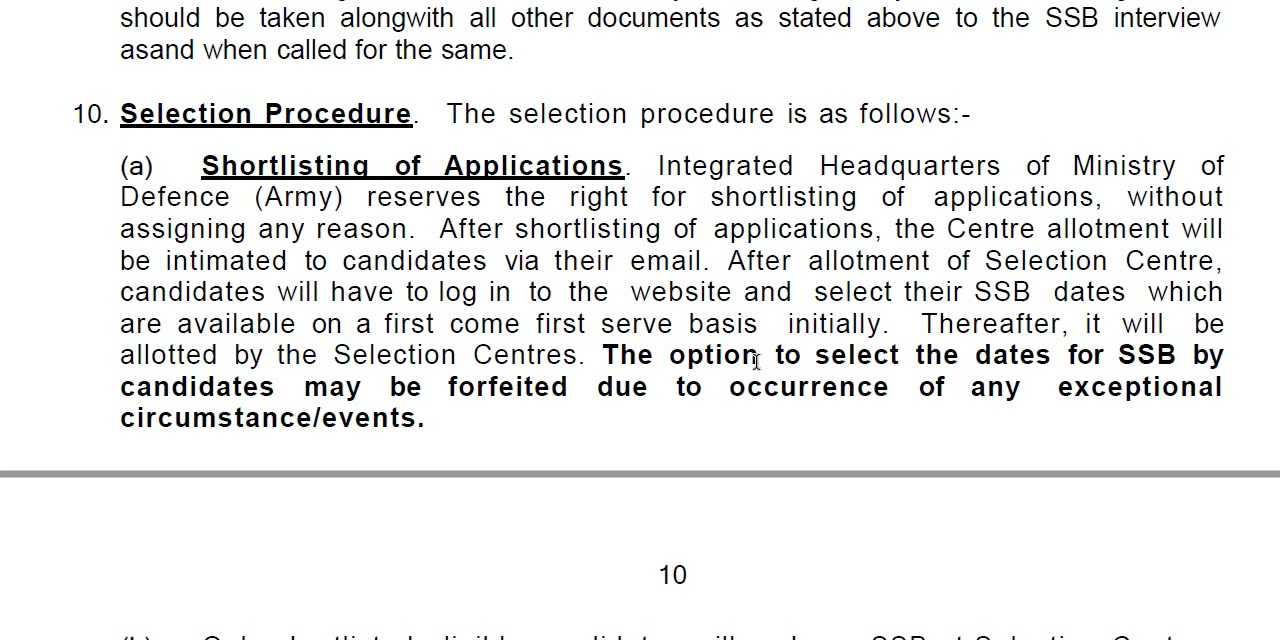 should be taken alongwith all other documents as stated above to the SSB interview
asand when called for the same.
10. Selection Procedure. The selection procedure is as follows:-
(a) Shortlisting of Applications. Integrated Headquarters of Ministry of
Defence (Army) reserves the right for shortlisting of applications, without
assigning any reason. After shortlisting of applications, the Centre allotment will
be intimated to candidates via their email. After allotment of Selection Centre,
candidates will have to log in to the website and select their SSB dates which
are available on a first come first serve basis initially. Thereafter, it will be
allotted by the Selection Centres. The option to select the dates for SSB by
candidates may be forfeited due to occurrence of any exceptional
circumstance/events.
10